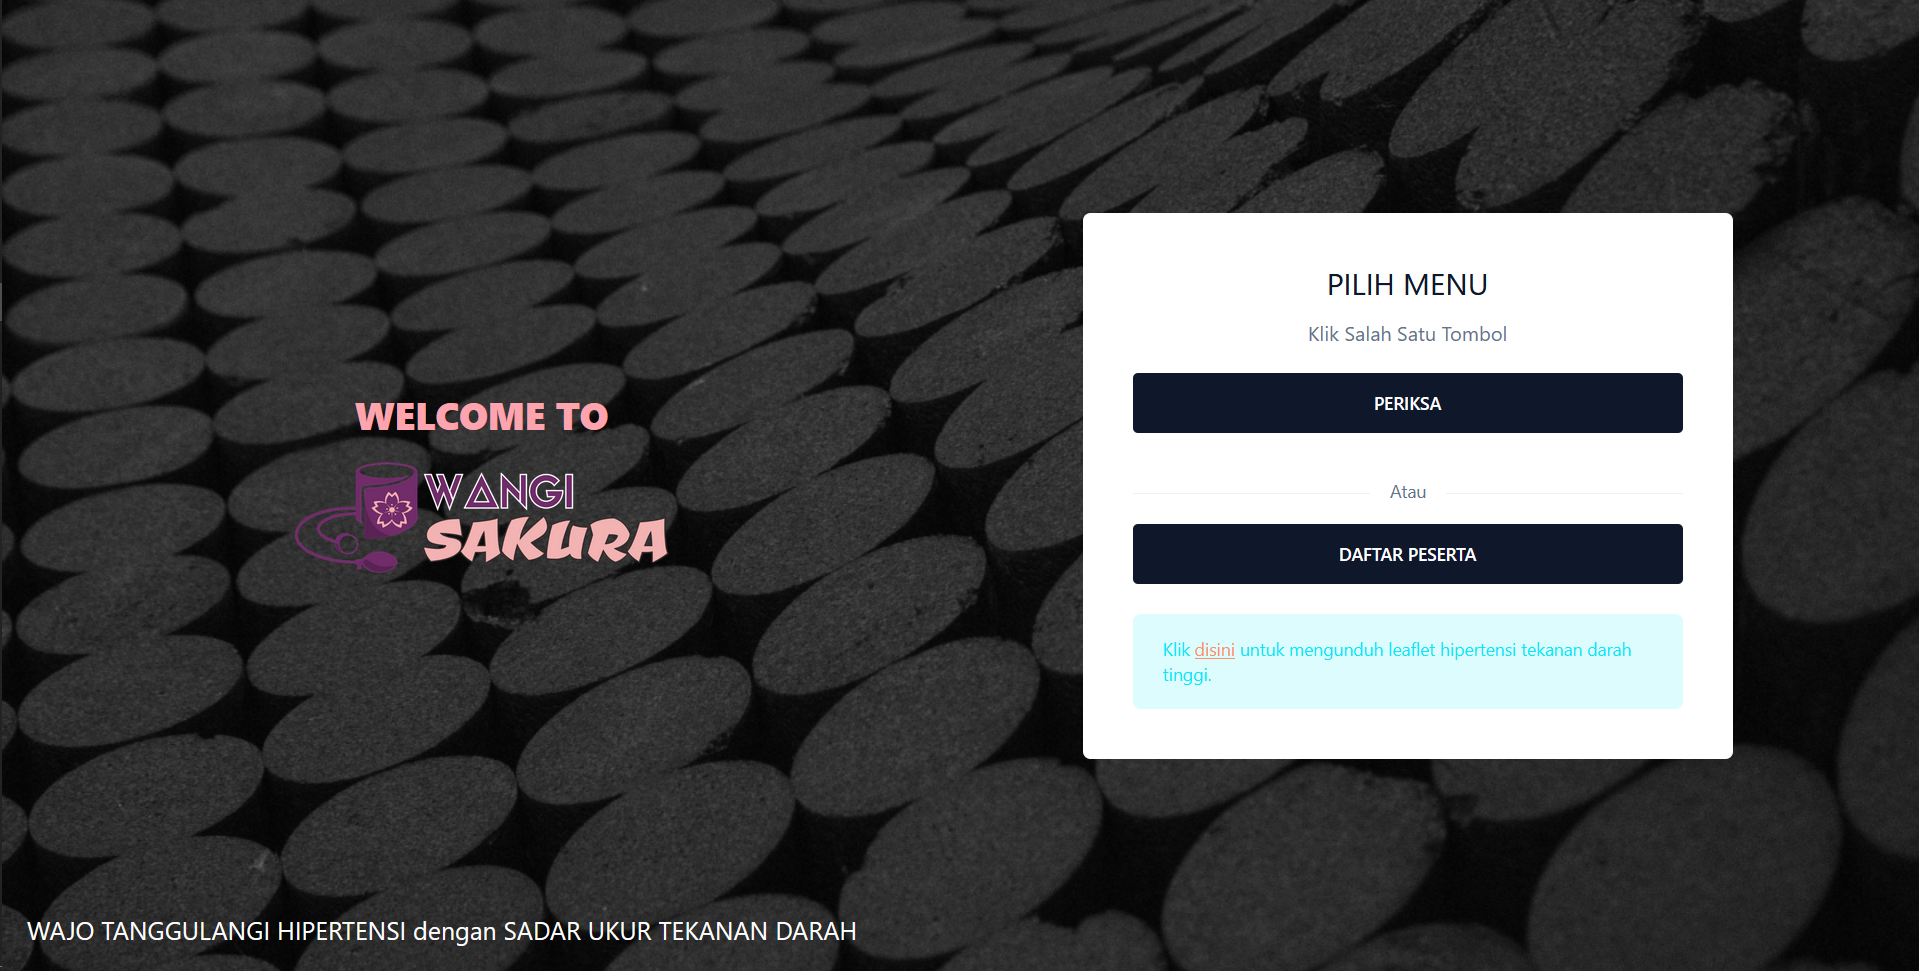 WELCOME TO
WANGI
SAKURA
WAJO TANGGULANGI HIPERTENSI dengan SADAR UKUR TEKANAN DARAH
PILIH MENU
Klik Salah Satu Tombol
PERIKSA
Atau
DAFTAR PESERTA
Klik disini untuk mengunduh leaflet hipertensi tekanan darah
tinggi.